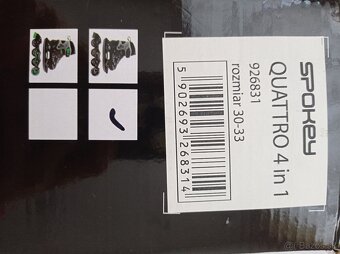 SPOKEY
QUATTRO 4 in 1
926831
rozmiar 30-33
5 902693 268314